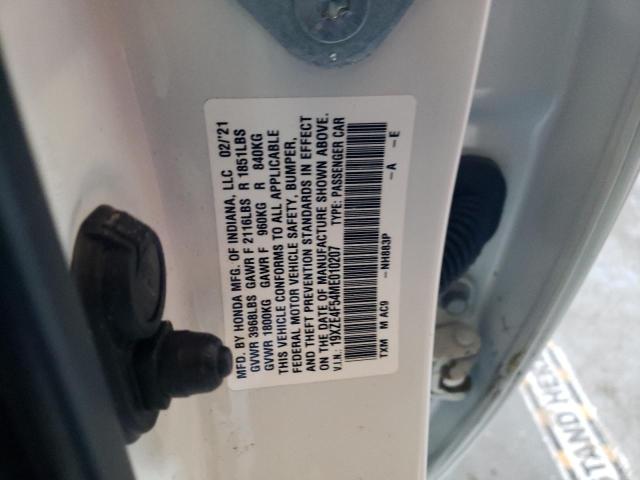 MFD. BY HONDA MFG. OF INDIANA, LLC 02/'21
GVWR 3968LBS GAWR F 2116LBS R 1851LBS
GVWR 1800KG GAWR F 960KG R 840KG
THIS VEHICLE CONFORMS TO ALL APPLICABLE
FEDERAL MOTOR VEHICLE SAFETY, BUMPER,
AND THEFT PREVENTION STANDARDS IN EFFECT
ON THE DATE OF MANUFACTURE SHOWN ABOVE.
V.I.N. 19XZE4F54ME010207 TYPE: PASSENGER CAR
TXM M AC9 -NH883P -A -E
TAND HERE